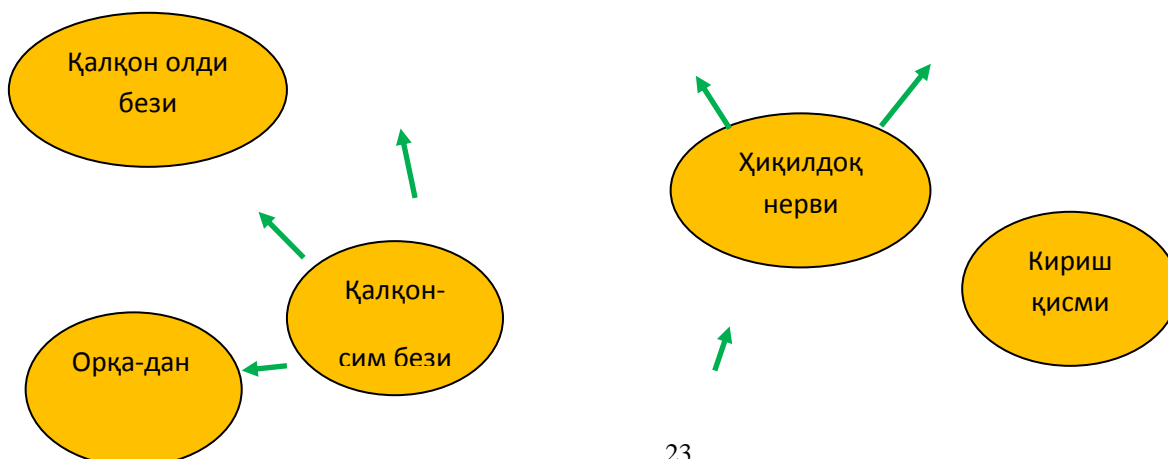 Қалқон олди
бези
Ҳиқилдоқ
нерви
Кириш
қисми
Қалқон-
сим бези
Орқа-дан
23